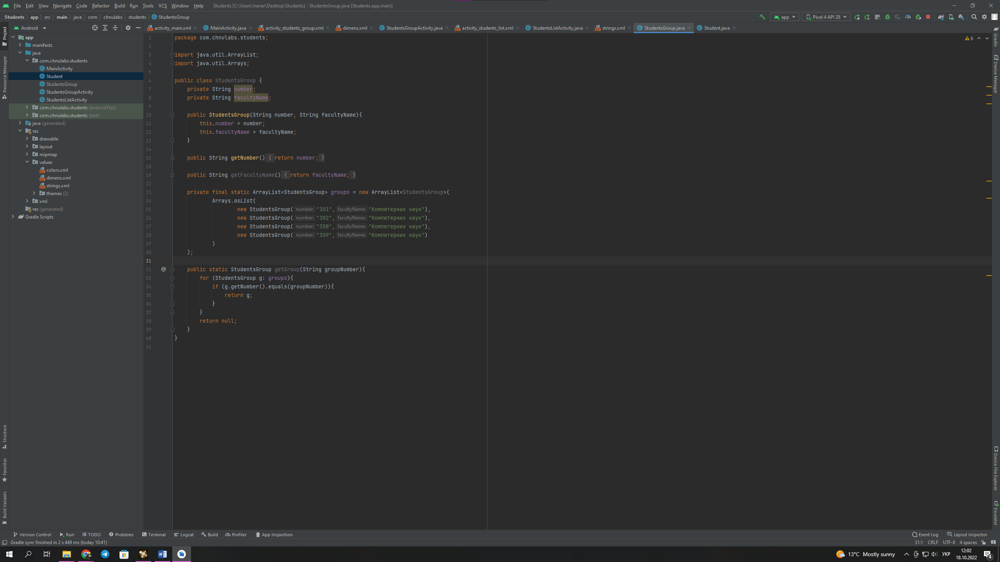 File Edit View Navigate Code Refactor Build Run Tools VCS Window Help Students [C:\Users\haner\Desktop\Students] - StudentsGroup.java [Students.app.main]
Students app src main java com chnulabs students StudentsGroup app Pixel 4 API 28
Android
activity_main.xml MainActivity.java activity_students_group.xml dimens.xml StudentsGroupActivity.java activity_students_list.xml StudentsListActivity.java strings.xml StudentsGroup.java Student.java
Project
Resource Manager
Structure
Favorites
Build Variants
app
manifests
java
com.chnulabs.students
MainActivity
Student
StudentsGroup
StudentsGroupActivity
StudentsListActivity
com.chnulabs.students (androidTest)
com.chnulabs.students (test)
java (generated)
res
drawable
layout
mipmap
values
colors.xml
dimens.xml
strings.xml
themes (2)
xml
res (generated)
Gradle Scripts
6
1 package com.chnulabs.students;
2
3 import java.util.ArrayList;
4 import java.util.Arrays;
5
6 public class StudentsGroup {
7 private String number;
8 private String facultyName;
9
10 public StudentsGroup(String number, String facultyName){
11 this.number = number;
12 this.facultyName = facultyName;
13 }
14
15 public String getNumber() { return number; }
18
19 public String getFacultyName() { return facultyName; }
22
23 private final static ArrayList<StudentsGroup> groups = new ArrayList<StudentsGroup>(
24 Arrays.asList(
25 new StudentsGroup( number: "301", facultyName: "Компютерних наук"),
26 new StudentsGroup( number: "302", facultyName: "Компютерних наук"),
27 new StudentsGroup( number: "308", facultyName: "Компютерних наук"),
28 new StudentsGroup( number: "309", facultyName: "Компютерних наук")
29 )
30 );
31
32 @ public static StudentsGroup getGroup(String groupNumber){
33 for (StudentsGroup g: groups){
34 if (g.getNumber().equals(groupNumber)){
35 return g;
36 }
37 }
38 return null;
39 }
40 }
41
Gradle
Device Manager
Device File Explorer
Emulator
Version Control Run TODO Problems Terminal Logcat Build Profiler App Inspection Event Log Layout Inspector
Gradle sync finished in 2 s 449 ms (today 10:41) 31:1 CRLF UTF-8 4 spaces
13°C Mostly sunny УКР 12:02
18.10.2022
4